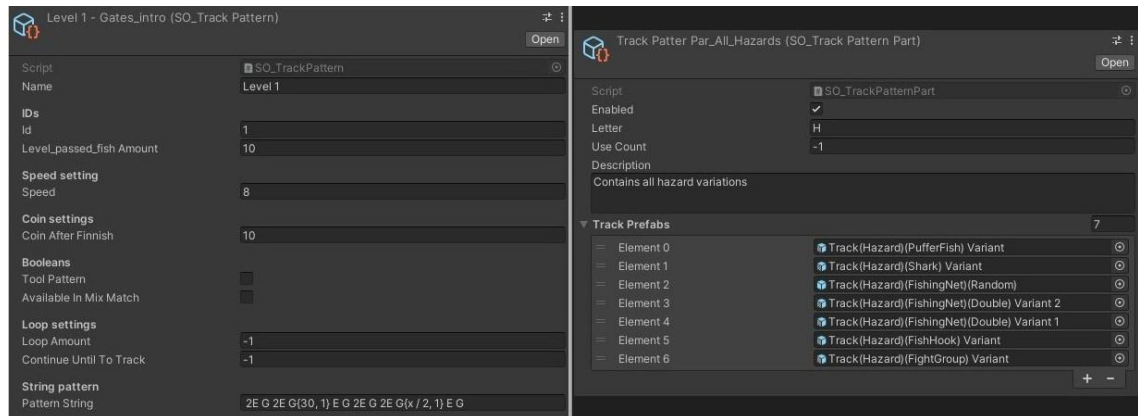 Level 1 - Gates_intro (SO_Track Pattern)
Open
Script SO_TrackPattern
Name Level 1
IDs
Id 1
Level_passed_fish Amount 10
Speed setting
Speed 8
Coin settings
Coin After Finnish 10
Booleans
Tool Pattern
Available In Mix Match
Loop settings
Loop Amount -1
Continue Until To Track -1
String pattern
Pattern String 2E G 2E G{30, 1} E G 2E G 2E G{x / 2, 1} E G
Track Patter Par_All_Hazards (SO_Track Pattern Part)
Open
Script SO_TrackPatternPart
Enabled
Letter H
Use Count -1
Description
Contains all hazard variations
Track Prefabs 7
Element 0 Track(Hazard)(PufferFish) Variant
Element 1 Track(Hazard)(Shark) Variant
Element 2 Track(Hazard)(FishingNet)(Random)
Element 3 Track(Hazard)(FishingNet)(Double) Variant 2
Element 4 Track(Hazard)(FishingNet)(Double) Variant 1
Element 5 Track(Hazard)(FishHook) Variant
Element 6 Track(Hazard)(FightGroup) Variant
+ -